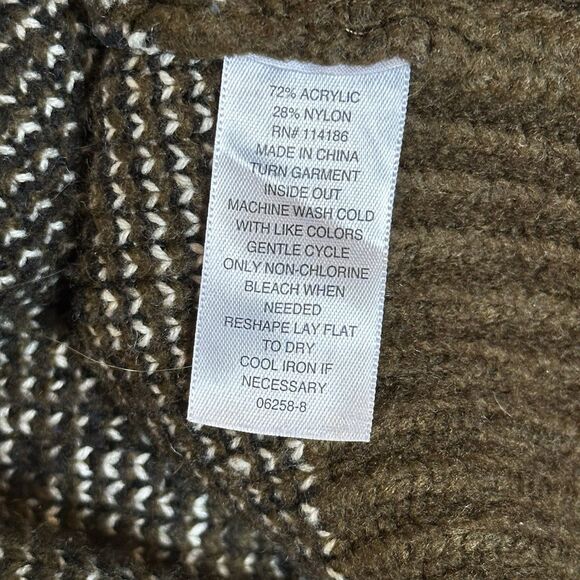 72% ACRYLIC
28% NYLON
RN# 114186
MADE IN CHINA
TURN GARMENT
INSIDE OUT
MACHINE WASH COLD
WITH LIKE COLORS
GENTLE CYCLE
ONLY NON-CHLORINE
BLEACH WHEN
NEEDED
RESHAPE LAY FLAT
TO DRY
COOL IRON IF
NECESSARY
06258-8